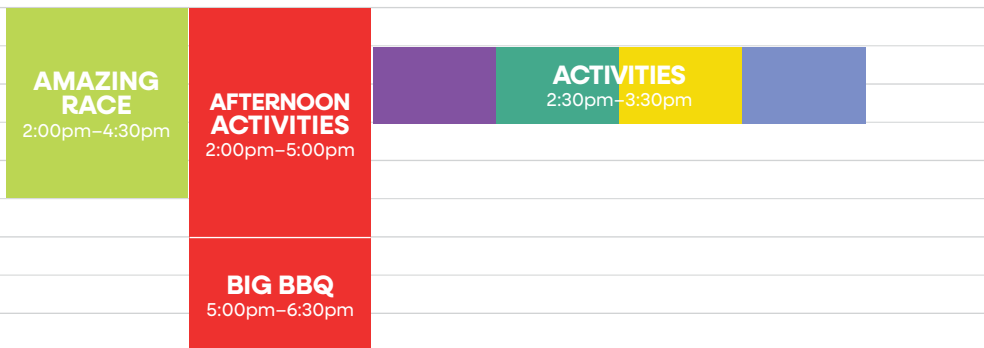 AMAZING
RACE
2:00pm–4:30pm
AFTERNOON
ACTIVITIES
2:00pm–5:00pm
ACTIVITIES
2:30pm–3:30pm
BIG BBQ
5:00pm–6:30pm